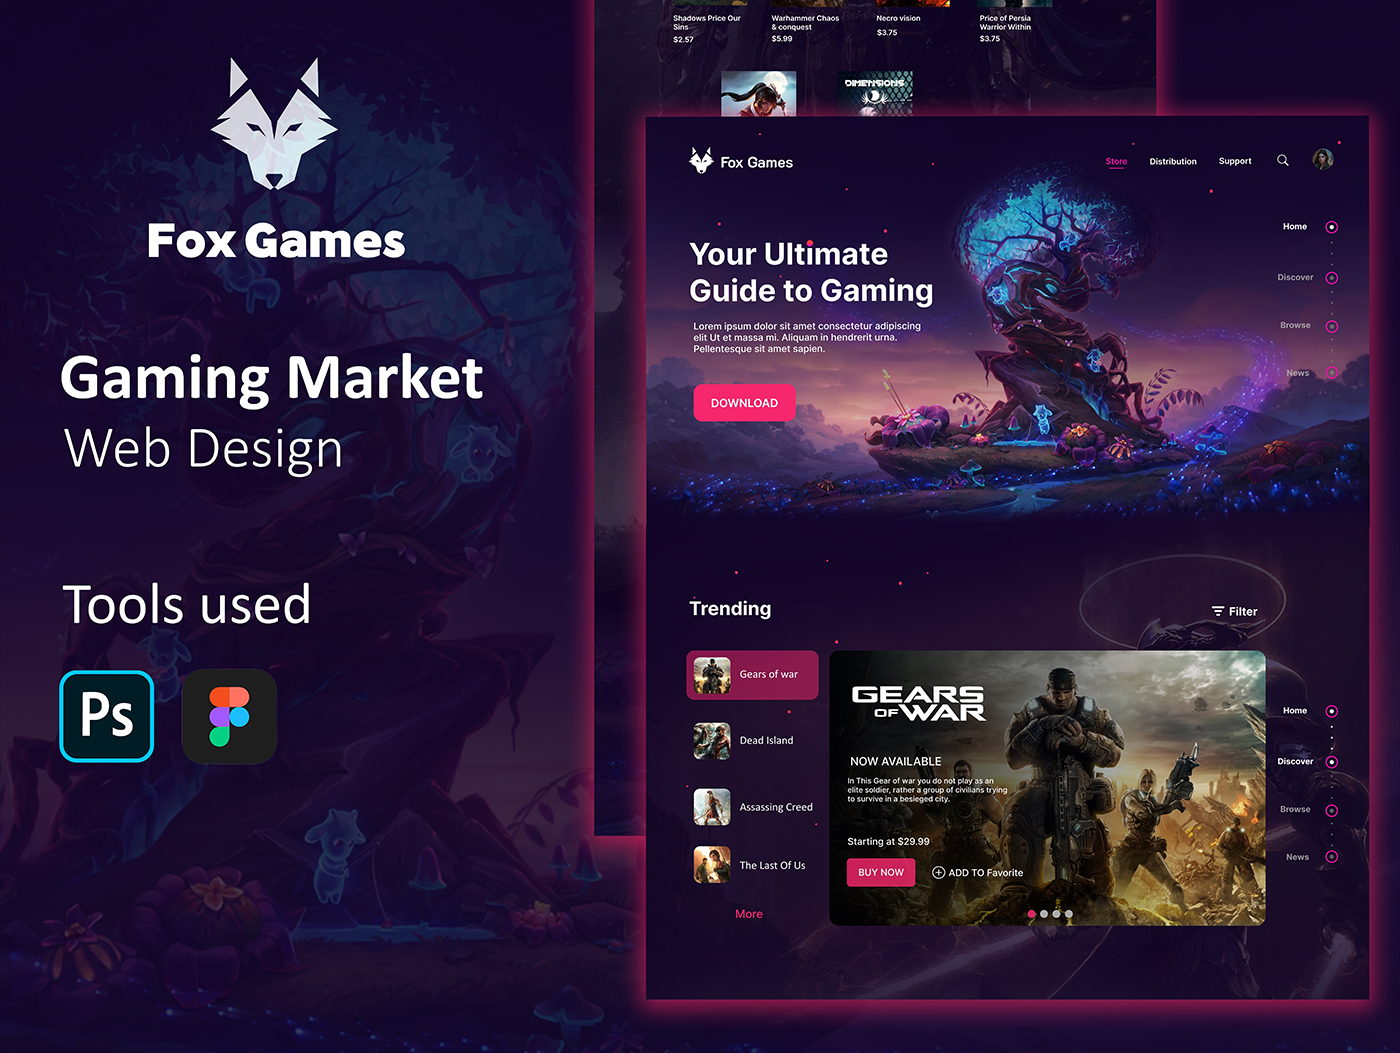 Fox Games
Gaming Market
Web Design
Tools used
Ps
Shadows Price Our
Sins
$2.57
Warhammer Chaos
& conquest
$5.99
Necro vision
$3.75
Price of Persia
Warrior Within
$3.75
DIMENSIONS
Fox Games
Store
Distribution
Support
Your Ultimate
Guide to Gaming
Lorem ipsum dolor sit amet consectetur adipiscing
elit Ut et massa mi. Aliquam in hendrerit urna.
Pellentesque sit amet sapien.
DOWNLOAD
Home
Discover
Browse
News
Trending
Filter
Gears of war
Dead Island
Assassing Creed
The Last Of Us
More
GEARS
OF WAR
NOW AVAILABLE
In This Gear of war you do not play as an
elite soldier, rather a group of civilians trying
to survive in a besieged city.
Starting at $29.99
BUY NOW
ADD TO Favorite
Home
Discover
Browse
News